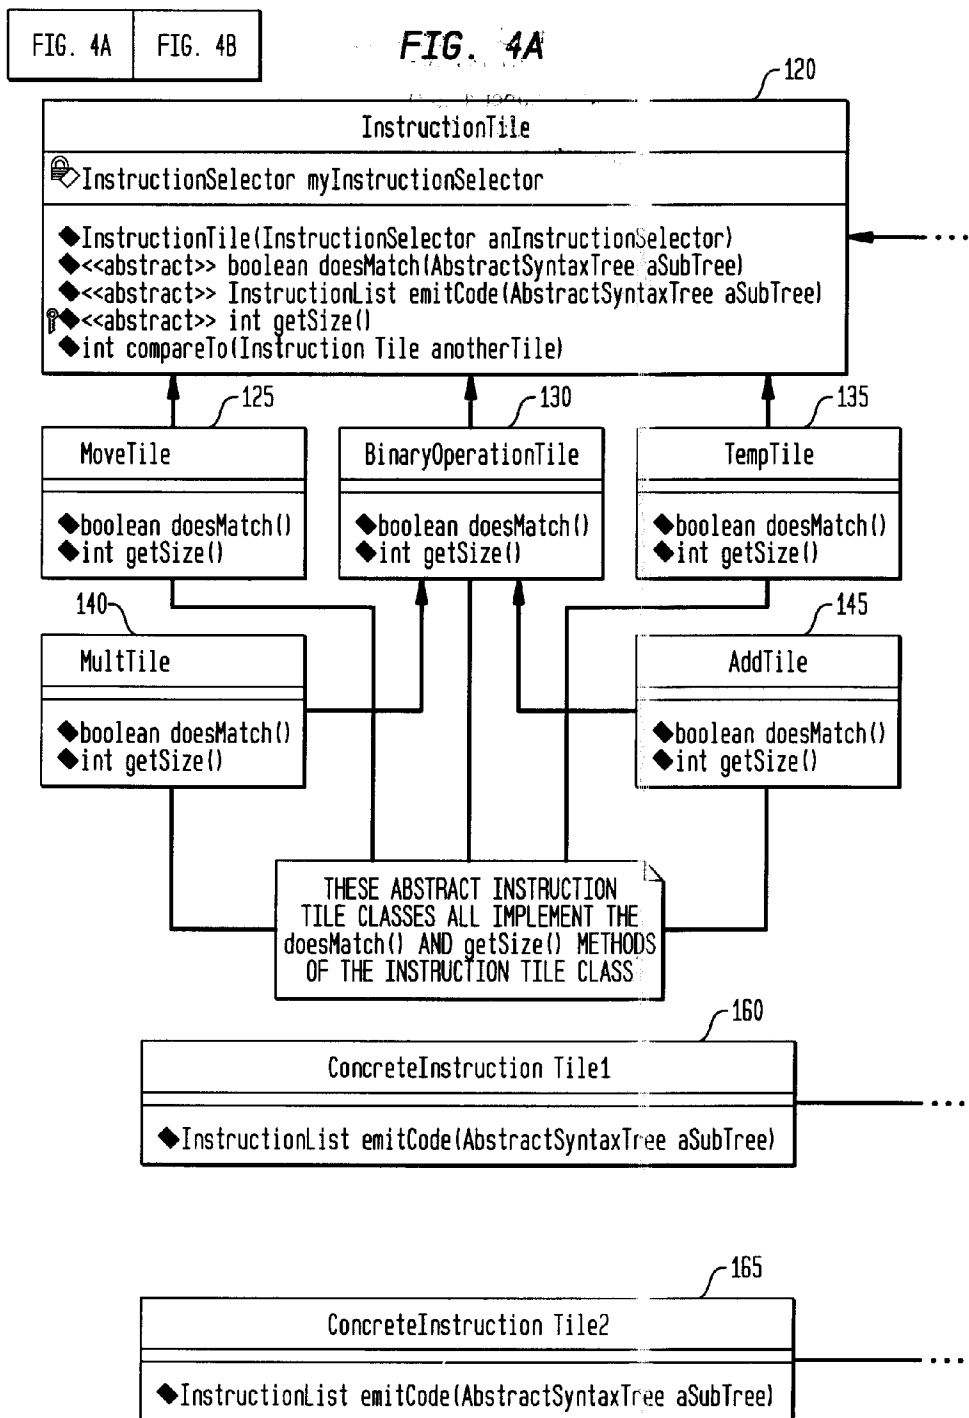 FIG. 4A FIG. 4B
FIG. 4A
120
InstructionTile
InstructionSelector myInstructionSelector
InstructionTile(InstructionSelector anInstructionSelector)
<<abstract>> boolean doesMatch(AbstractSyntaxTree aSubTree)
<<abstract>> InstructionList emitCode(AbstractSyntaxTree aSubTree)
<<abstract>> int getSize()
int compareTo(Instruction Tile anotherTile)
125
130
135
MoveTile
boolean doesMatch()
int getSize()
BinaryOperationTile
boolean doesMatch()
int getSize()
TempTile
boolean doesMatch()
int getSize()
140
145
MultTile
boolean doesMatch()
int getSize()
AddTile
boolean doesMatch()
int getSize()
THESE ABSTRACT INSTRUCTION
TILE CLASSES ALL IMPLEMENT THE
doesMatch() AND getSize() METHODS
OF THE INSTRUCTION TILE CLASS
160
ConcreteInstruction Tile1
InstructionList emitCode(AbstractSyntaxTree aSubTree)
165
ConcreteInstruction Tile2
InstructionList emitCode(AbstractSyntaxTree aSubTree)